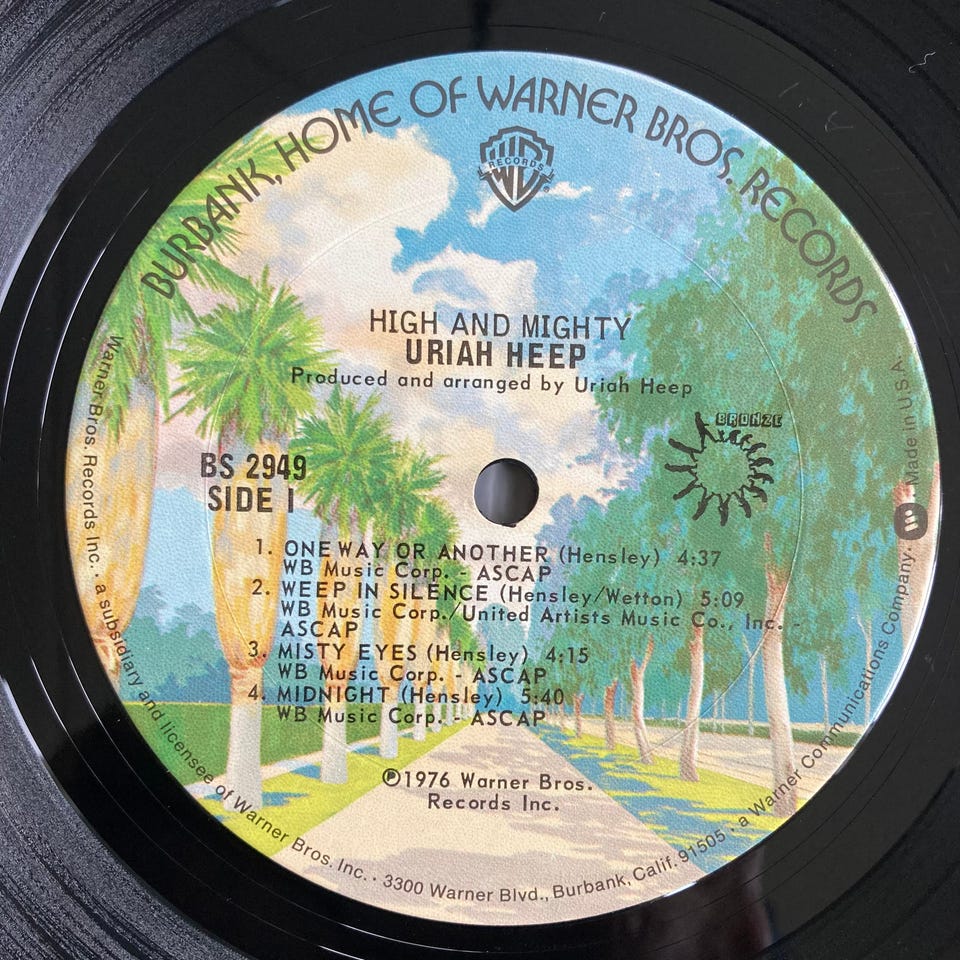 BURBANK, HOME OF WARNER BROS. RECORDS
RECORDS
HIGH AND MIGHTY
URIAH HEEP
Produced and arranged by Uriah Heep
BRONZE
BS 2949
SIDE 1
1. ONE WAY OR ANOTHER (Hensley) 4:37
WB Music Corp. - ASCAP
2. WEEP IN SILENCE (Hensley/Wetton) 5:09
WB Music Corp./United Artists Music Co., Inc. -
ASCAP
3. MISTY EYES (Hensley) 4:15
WB Music Corp. - ASCAP
4. MIDNIGHT (Hensley) 5:40
WB Music Corp. - ASCAP
℗1976 Warner Bros.
Records Inc.
Warner Bros. Records Inc. · a subsidiary and licensee of Warner Bros. Inc. · 3300 Warner Blvd., Burbank, Calif. 91505 · a Warner Communications Company. · Made in U.S.A.